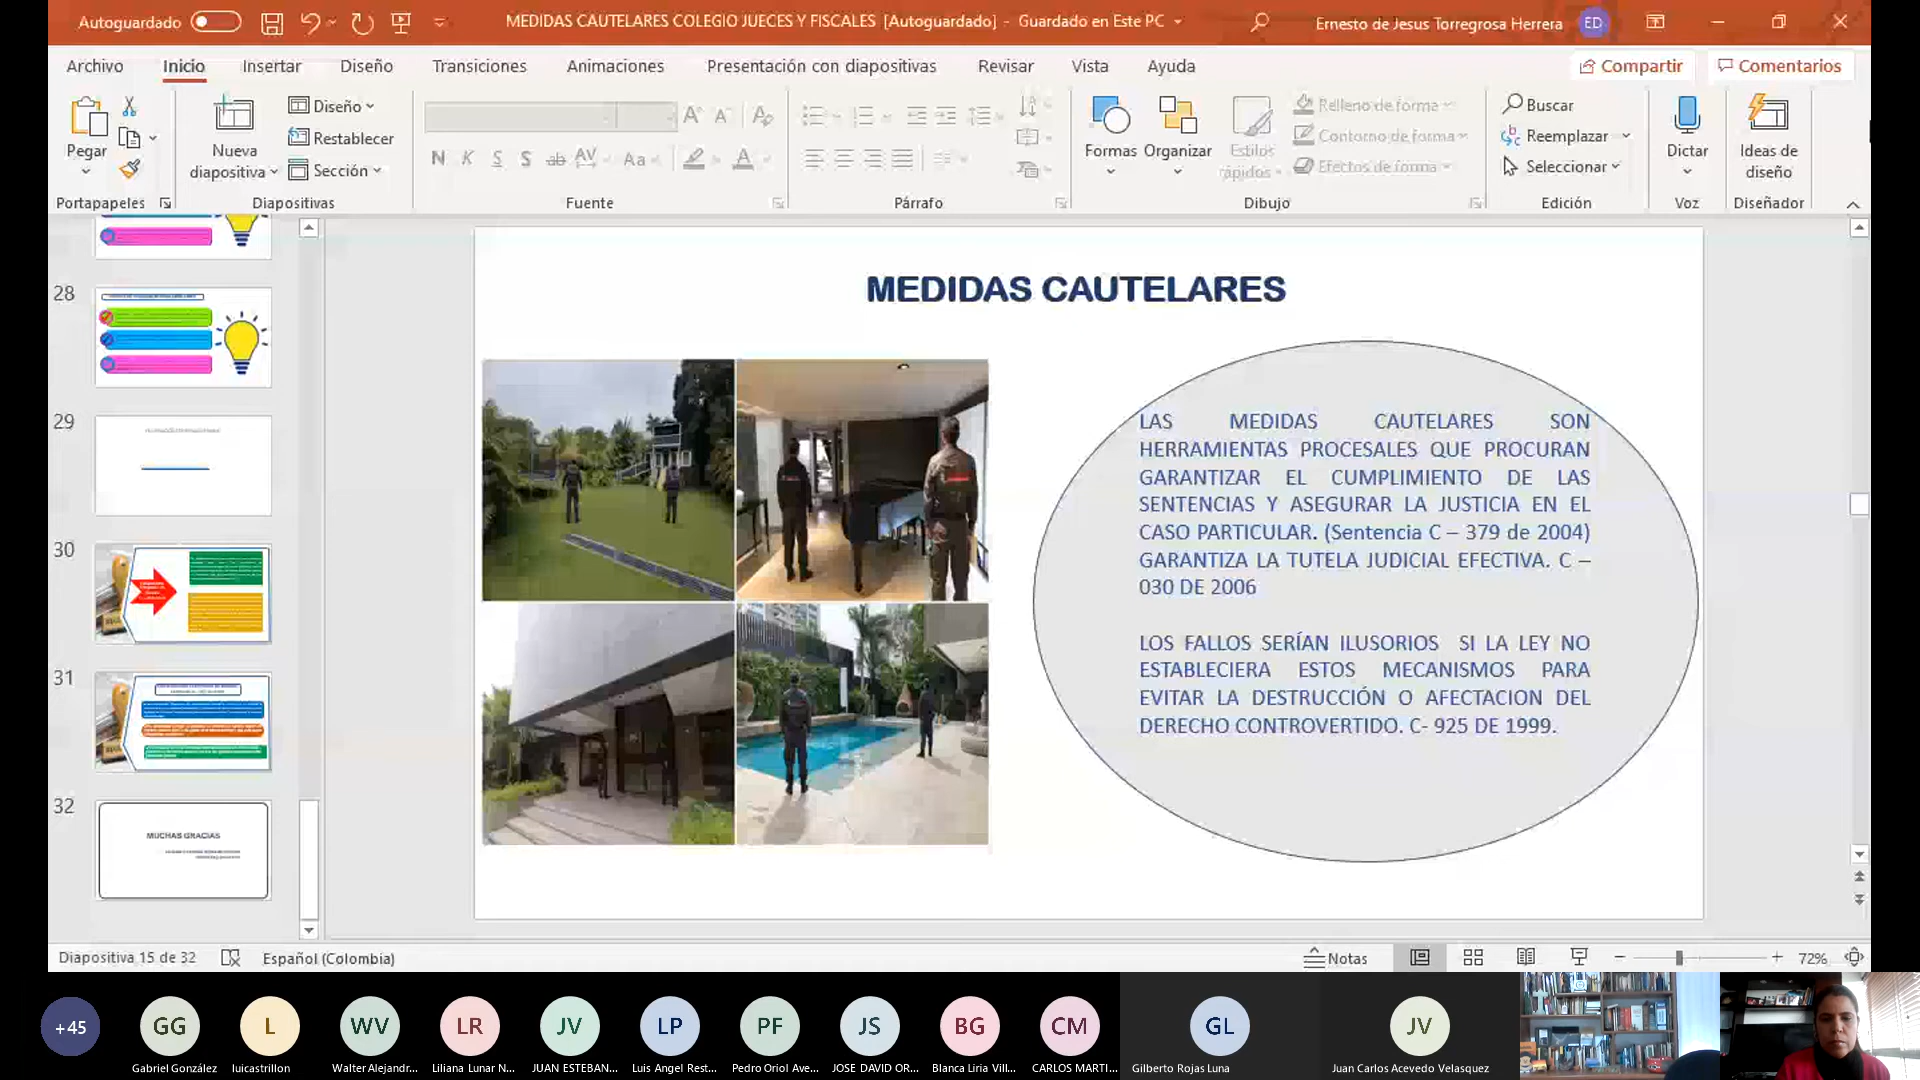 Autoguardado
MEDIDAS CAUTELARES COLEGIO JUECES Y FISCALES [Autoguardado] - Guardado en Este PC
Ernesto de Jesus Torregrosa Herrera
ED
Archivo Inicio Insertar Diseño Transiciones Animaciones Presentación con diapositivas Revisar Vista Ayuda
Compartir
Comentarios
Pegar
Nueva diapositiva
Diseño
Restablecer
Sección
Formas
Organizar
Estilos rápidos
Relleno de forma
Contorno de forma
Efectos de forma
Buscar
Reemplazar
Seleccionar
Dictar
Ideas de diseño
Portapapeles Diapositivas Fuente Párrafo Dibujo Edición Voz Diseñador
28
29
30
31
32
MUCHAS GRACIAS
MEDIDAS CAUTELARES
LAS MEDIDAS CAUTELARES SON
HERRAMIENTAS PROCESALES QUE PROCURAN
GARANTIZAR EL CUMPLIMIENTO DE LAS
SENTENCIAS Y ASEGURAR LA JUSTICIA EN EL
CASO PARTICULAR. (Sentencia C – 379 de 2004)
GARANTIZA LA TUTELA JUDICIAL EFECTIVA. C –
030 DE 2006
LOS FALLOS SERÍAN ILUSORIOS SI LA LEY NO
ESTABLECIERA ESTOS MECANISMOS PARA
EVITAR LA DESTRUCCIÓN O AFECTACION DEL
DERECHO CONTROVERTIDO. C- 925 DE 1999.
Diapositiva 15 de 32
Español (Colombia)
Notas
72%
+45 GG L WV LR JV LP PF JS BG CM GL JV
Gabriel González luicastrillon Walter Alejandr... Liliana Lunar N... JUAN ESTEBAN... Luis Angel Rest... Pedro Oriol Ave... JOSE DAVID OR... Blanca Liria Vill... CARLOS MARTI... Gilberto Rojas Luna Juan Carlos Acevedo Velasquez